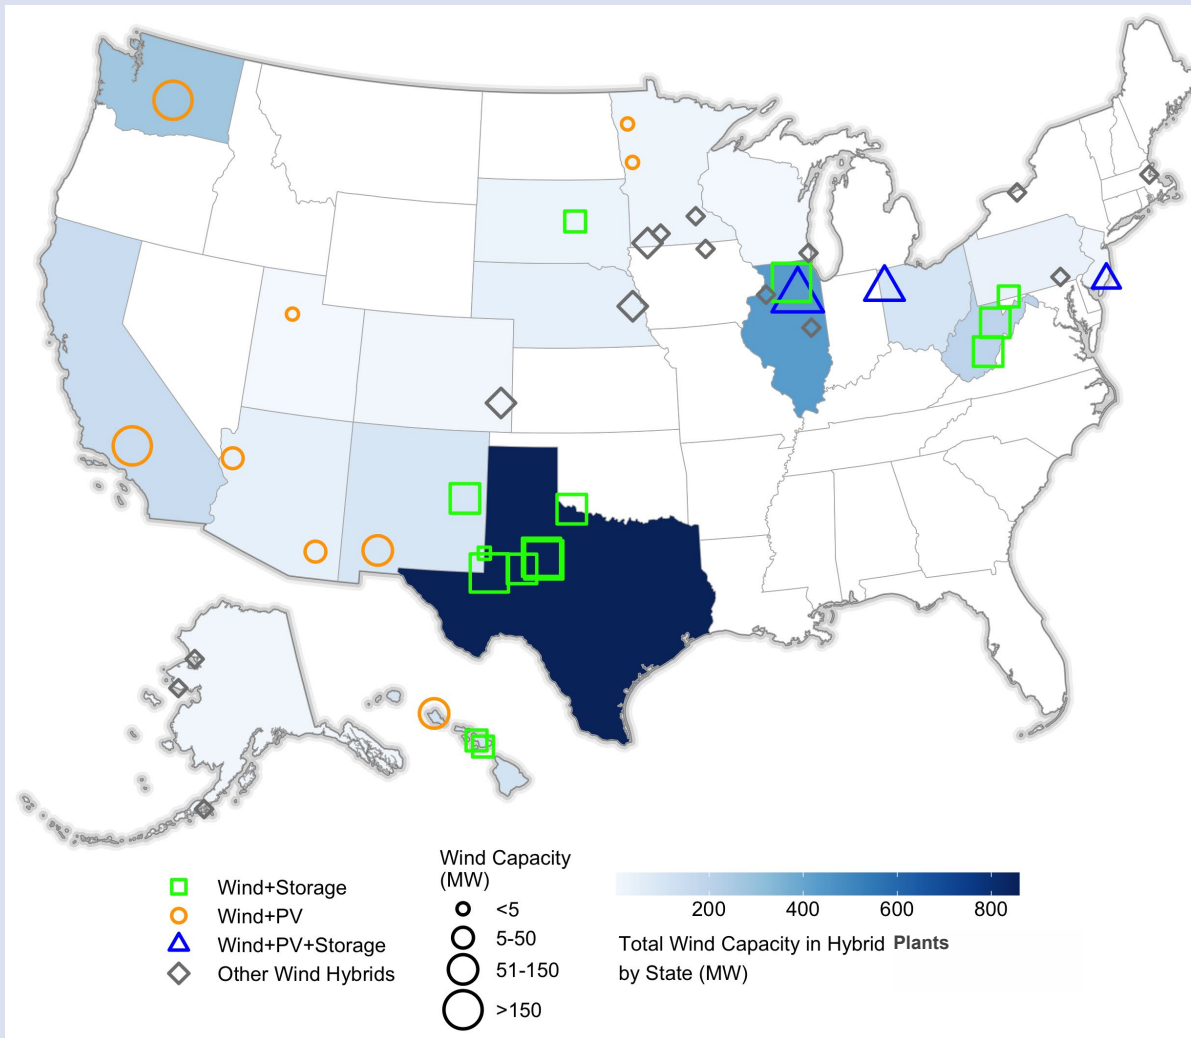 Wind+Storage
Wind+PV
Wind+PV+Storage
Other Wind Hybrids
Wind Capacity
(MW)
<5
5-50
51-150
>150
200 400 600 800
Total Wind Capacity in Hybrid Plants
by State (MW)